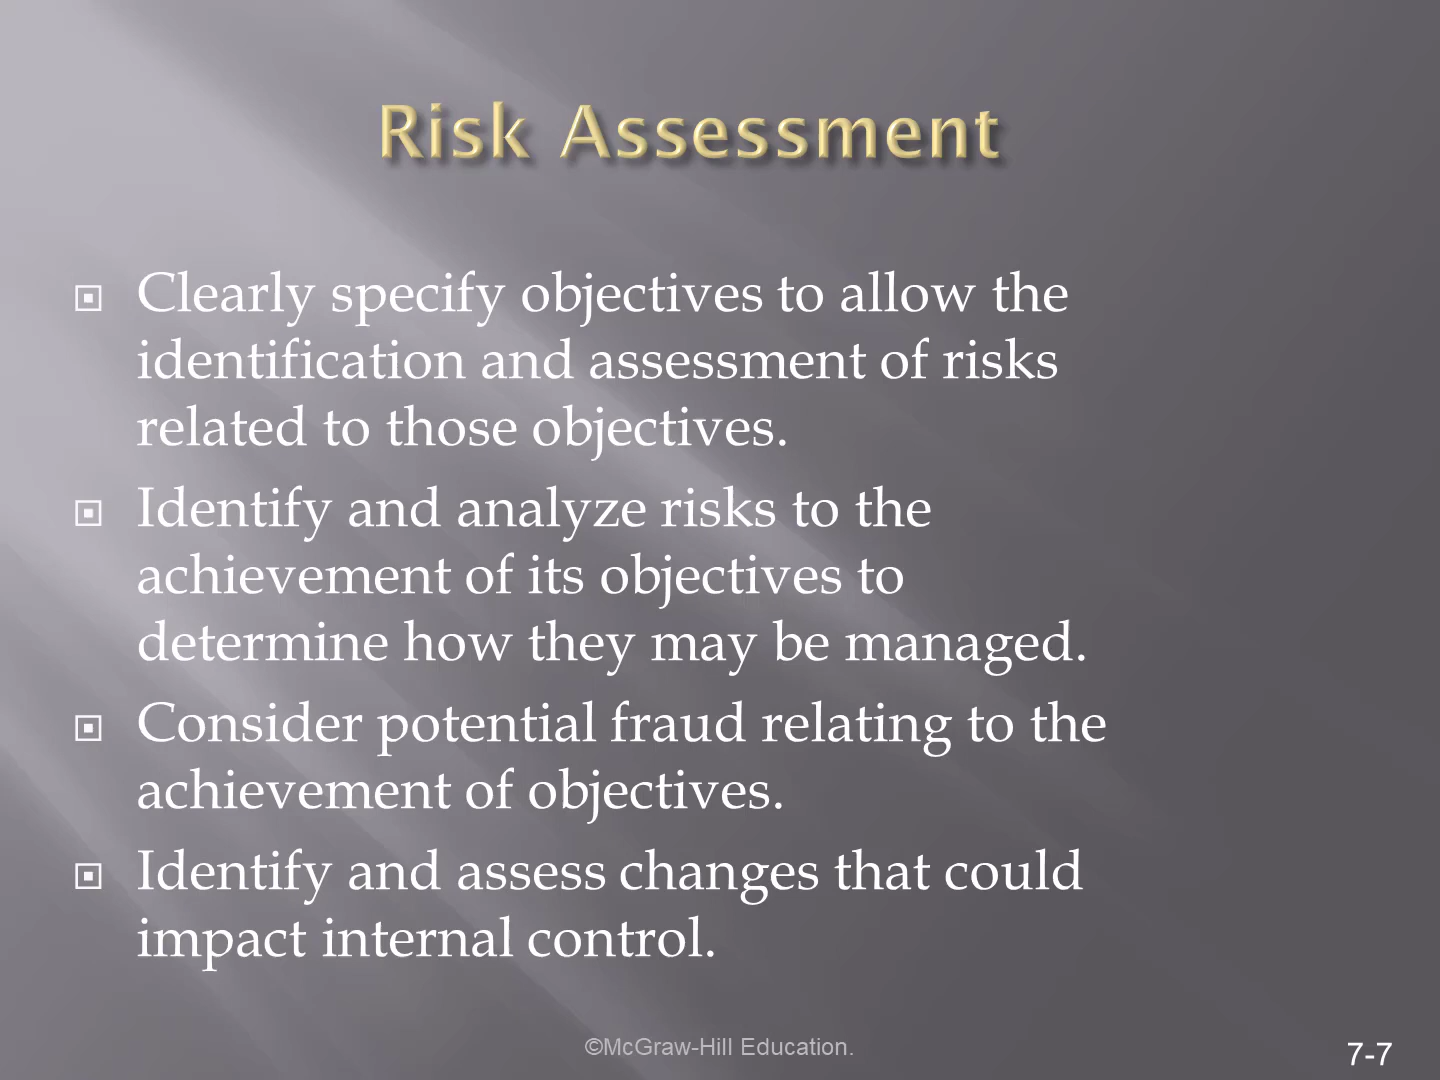 Risk Assessment
Clearly specify objectives to allow the
identification and assessment of risks
related to those objectives.
Identify and analyze risks to the
achievement of its objectives to
determine how they may be managed.
Consider potential fraud relating to the
achievement of objectives.
Identify and assess changes that could
impact internal control.
©McGraw-Hill Education.
7-7